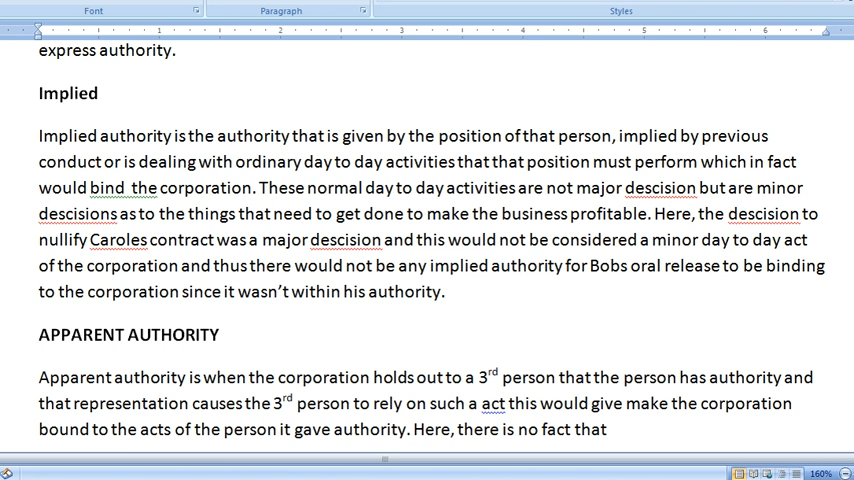 Font Paragraph Styles
1 2 3 4 5 6
express authority.
Implied
Implied authority is the authority that is given by the position of that person, implied by previous
conduct or is dealing with ordinary day to day activities that that position must perform which in fact
would bind  the corporation. These normal day to day activities are not major descision but are minor
descisions as to the things that need to get done to make the business profitable. Here, the descision to
nullify Caroles contract was a major descision and this would not be considered a minor day to day act
of the corporation and thus there would not be any implied authority for Bobs oral release to be binding
to the corporation since it wasn’t within his authority.
APPARENT AUTHORITY
Apparent authority is when the corporation holds out to a 3rd person that the person has authority and
that representation causes the 3rd person to rely on such a act this would give make the corporation
bound to the acts of the person it gave authority. Here, there is no fact that
160%